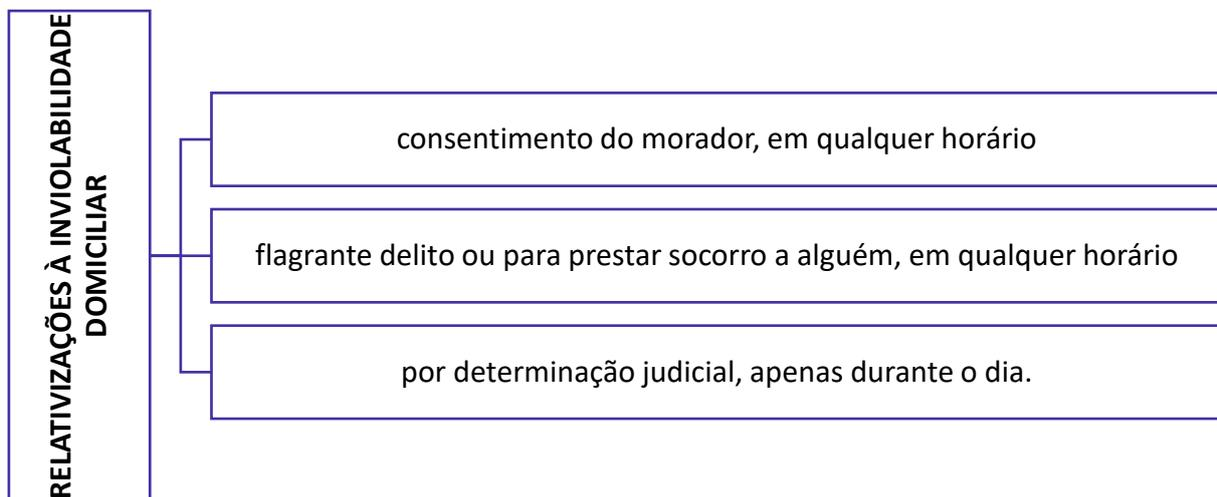 RELATIVIZAÇÕES À INVIOLABILIDADE
DOMICILIAR
consentimento do morador, em qualquer horário
flagrante delito ou para prestar socorro a alguém, em qualquer horário
por determinação judicial, apenas durante o dia.